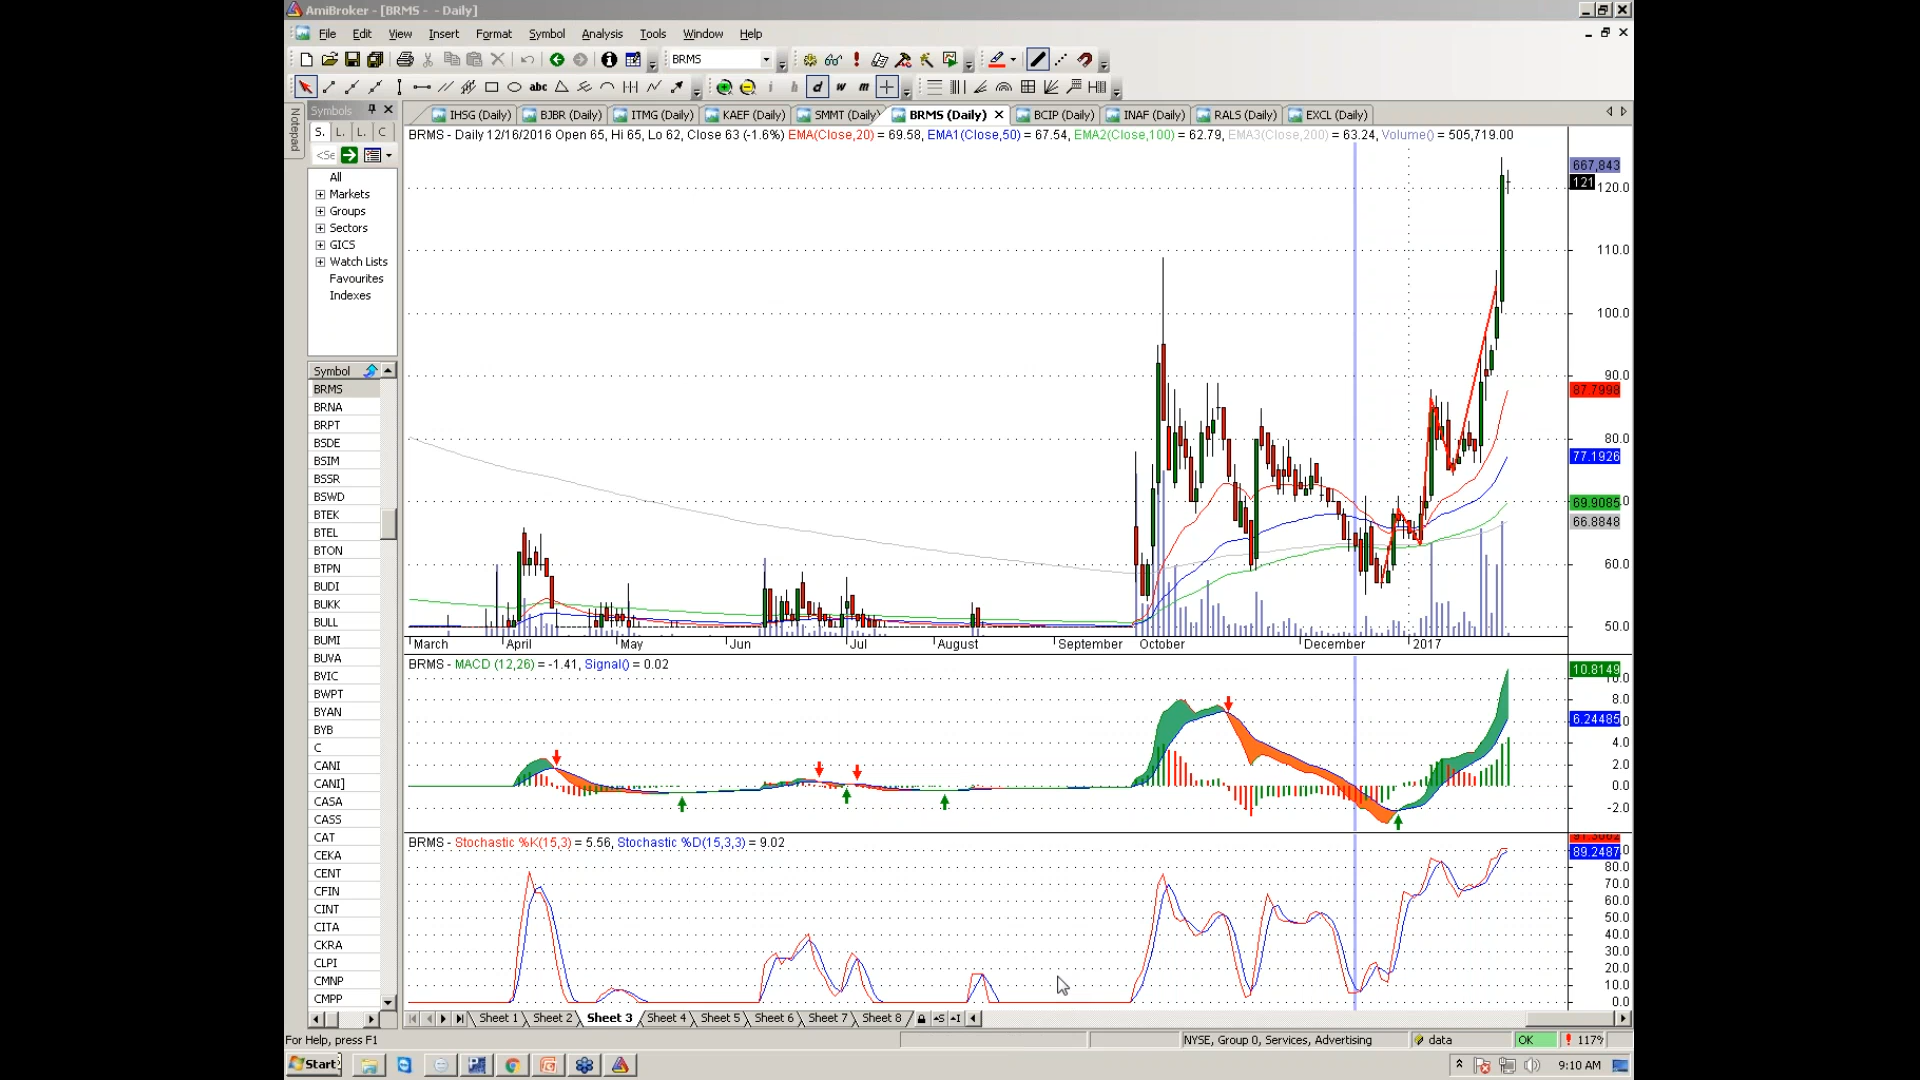 AmiBroker - [BRMS - - Daily]
File Edit View Insert Format Symbol Analysis Tools Window Help
BRMS
abc i h d w m
Notepad
Symbols
S. L. L. C
IHSG (Daily) BJBR (Daily) ITMG (Daily) KAEF (Daily) SMMT (Daily) BRMS (Daily) BCIP (Daily) INAF (Daily) RALS (Daily) EXCL (Daily)
BRMS - Daily 12/16/2016 Open 65, Hi 65, Lo 62, Close 63 (-1.6%) EMA(Close,20) = 69.58, EMA1(Close,50) = 67.54, EMA2(Close,100) = 62.79, EMA3(Close,200) = 63.24, Volume() = 505,719.00
<Se
All
Markets
Groups
Sectors
GICS
Watch Lists
Favourites
Indexes
Symbol
BRMS
BRNA
BRPT
BSDE
BSIM
BSSR
BSWD
BTEK
BTEL
BTON
BTPN
BUDI
BUKK
BULL
BUMI
BUVA
BVIC
BWPT
BYAN
BYB
C
CANI
CANI]
CASA
CASS
CAT
CEKA
CENT
CFIN
CINT
CITA
CKRA
CLPI
CMNP
CMPP
667,843
121
120.0
110.0
100.0
90.0
87.7998
80.0
77.1926
69.9085
66.8848
60.0
50.0
March April May Jun Jul August September October December 2017
BRMS - MACD (12,26) = -1.41, Signal() = 0.02
10.8149
8.0
6.24485
4.0
2.0
0.0
-2.0
BRMS - Stochastic %K(15,3) = 5.56, Stochastic %D(15,3,3) = 9.02
89.2487
80.0
70.0
60.0
50.0
40.0
30.0
20.0
10.0
0.0
Sheet 1 Sheet 2 Sheet 3 Sheet 4 Sheet 5 Sheet 6 Sheet 7 Sheet 8
For Help, press F1
NYSE, Group 0, Services, Advertising data OK 117%
Start 9:10 AM